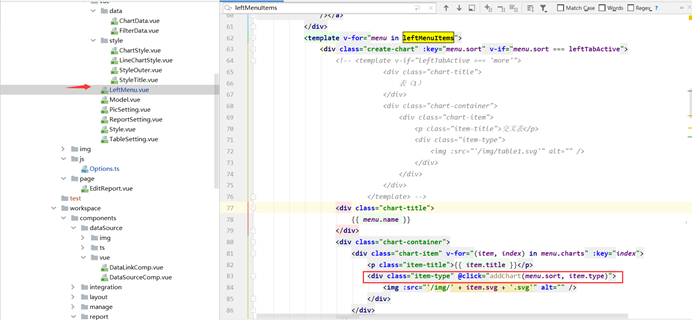 leftMenuItems
Match Case
Words
Regex
?
vue
data
ChartData.vue
FilterData.vue
style
ChartStyle.vue
LineChartStyle.vue
StyleOuter.vue
StyleTitle.vue
LeftMenu.vue
Model.vue
PicSetting.vue
ReportSetting.vue
Style.vue
TableSetting.vue
img
js
Options.ts
page
EditReport.vue
test
workspace
components
dataSource
img
ts
vue
DataLinkComp.vue
DataSourceComp.vue
integration
layout
manage
report
60 /></a>
61 </div>
62 <template v-for="menu in leftMenuItems">
63 <div class="create-chart" :key="menu.sort" v-if="menu.sort === leftTabActive">
64 <!-- <template v-if="leftTabActive === 'more'">
65 <div class="chart-title">
66 表（1）
67 </div>
68 <div class="chart-container">
69 <div class="chart-item">
70 <p class="item-title">交叉表</p>
71 <div class="item-type">
72 <img :src="'/img/table1.svg'" alt="" />
73 </div>
74 </div>
75 </div>
76 </template> -->
77 <div class="chart-title">
78 {{ menu.name }}
79 </div>
80 <div class="chart-container">
81 <div class="chart-item" v-for="(item, index) in menu.charts" :key="index">
82 <p class="item-title">{{ item.title }}</p>
83 <div class="item-type" @click="addChart(menu.sort, item.type)">
84 <img :src="'/img/' + item.svg + '.svg'" alt="" />
85 </div>
86 </div>